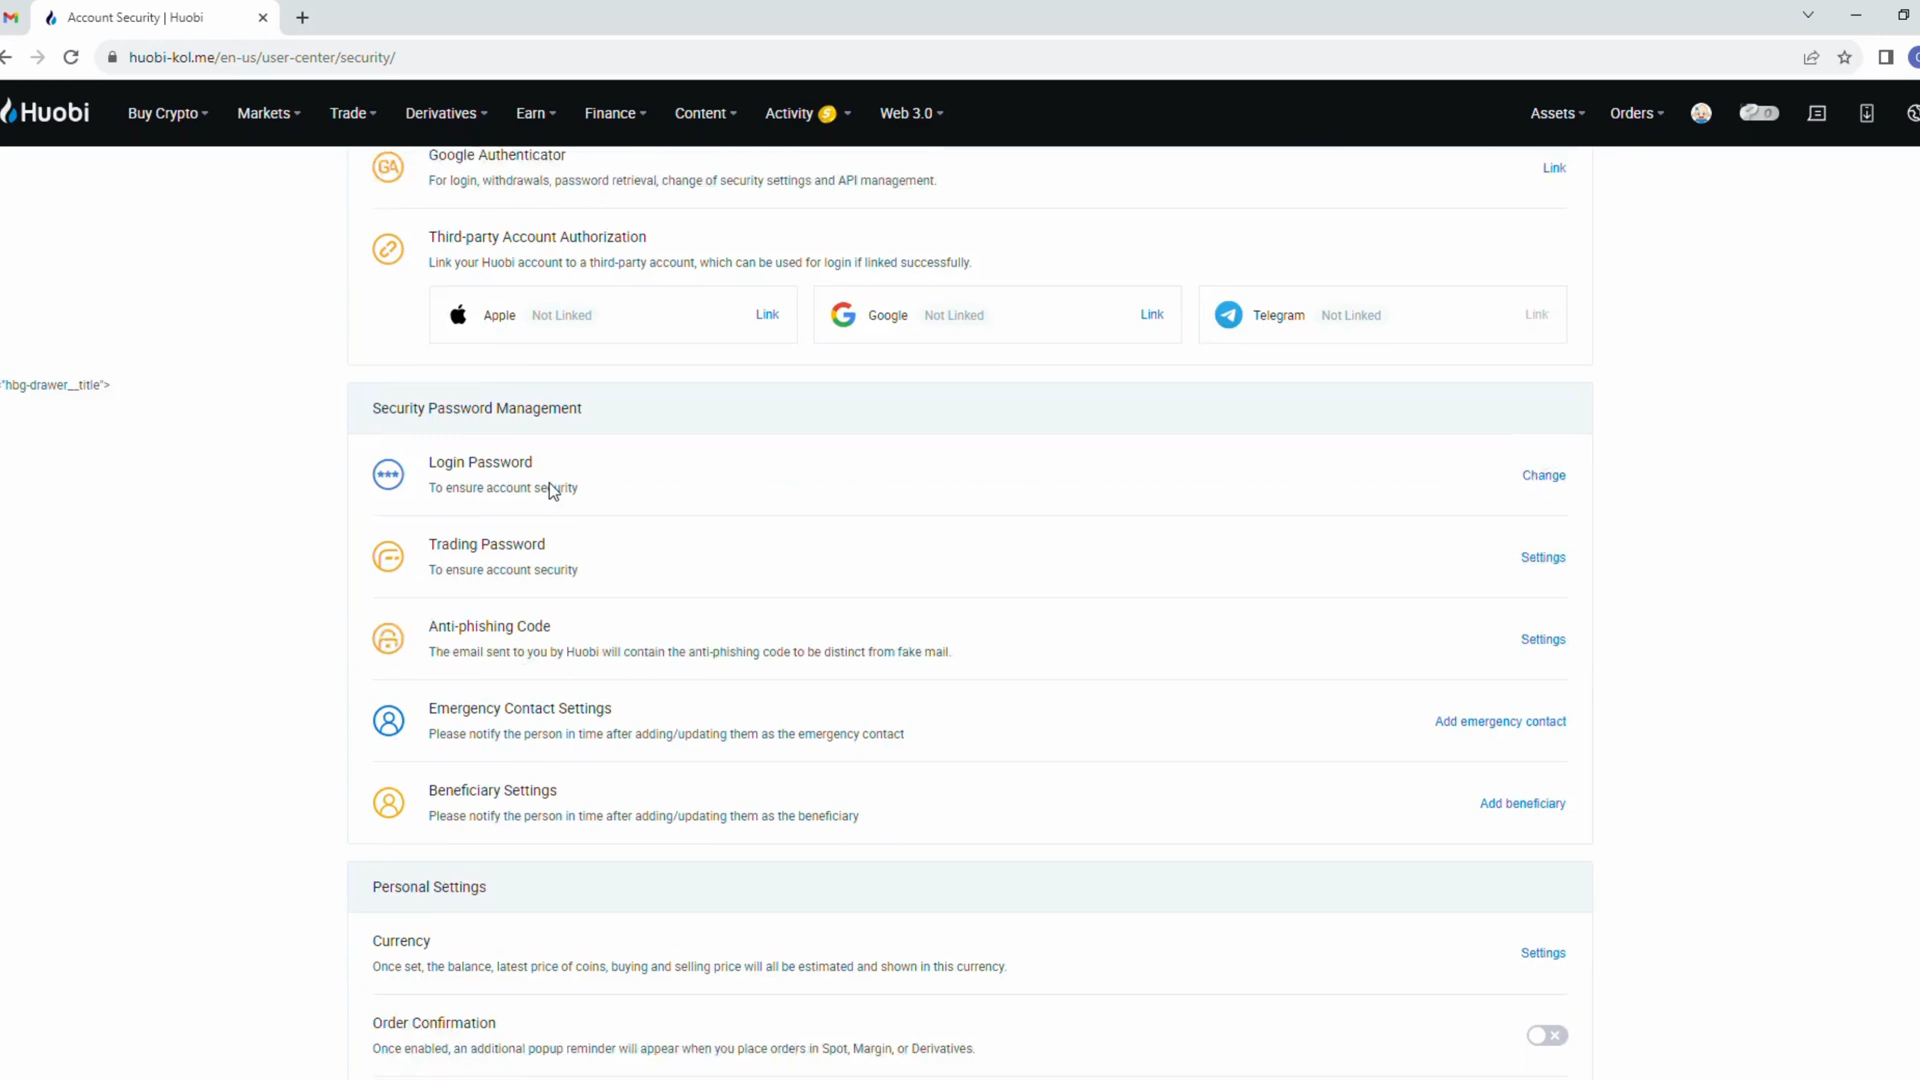 Account Security | Huobi
huobi-kol.me/en-us/user-center/security/
Huobi Buy Crypto Markets Trade Derivatives Earn Finance Content Activity Web 3.0 Assets Orders
GA Google Authenticator
For login, withdrawals, password retrieval, change of security settings and API management. Link
Third-party Account Authorization
Link your Huobi account to a third-party account, which can be used for login if linked successfully.
Apple Not Linked Link Google Not Linked Link Telegram Not Linked Link
"hbg-drawer__title">
Security Password Management
Login Password
To ensure account security Change
Trading Password
To ensure account security Settings
Anti-phishing Code
The email sent to you by Huobi will contain the anti-phishing code to be distinct from fake mail. Settings
Emergency Contact Settings
Please notify the person in time after adding/updating them as the emergency contact Add emergency contact
Beneficiary Settings
Please notify the person in time after adding/updating them as the beneficiary Add beneficiary
Personal Settings
Currency
Once set, the balance, latest price of coins, buying and selling price will all be estimated and shown in this currency. Settings
Order Confirmation
Once enabled, an additional popup reminder will appear when you place orders in Spot, Margin, or Derivatives.